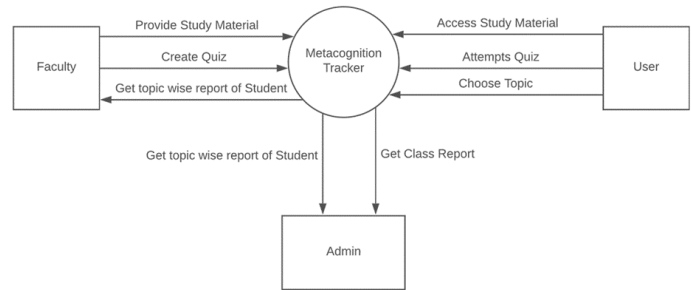 Provide Study Material
Access Study Material
Faculty
Create Quiz
Metacognition
Tracker
Attempts Quiz
User
Get topic wise report of Student
Choose Topic
Get topic wise report of Student
Get Class Report
Admin